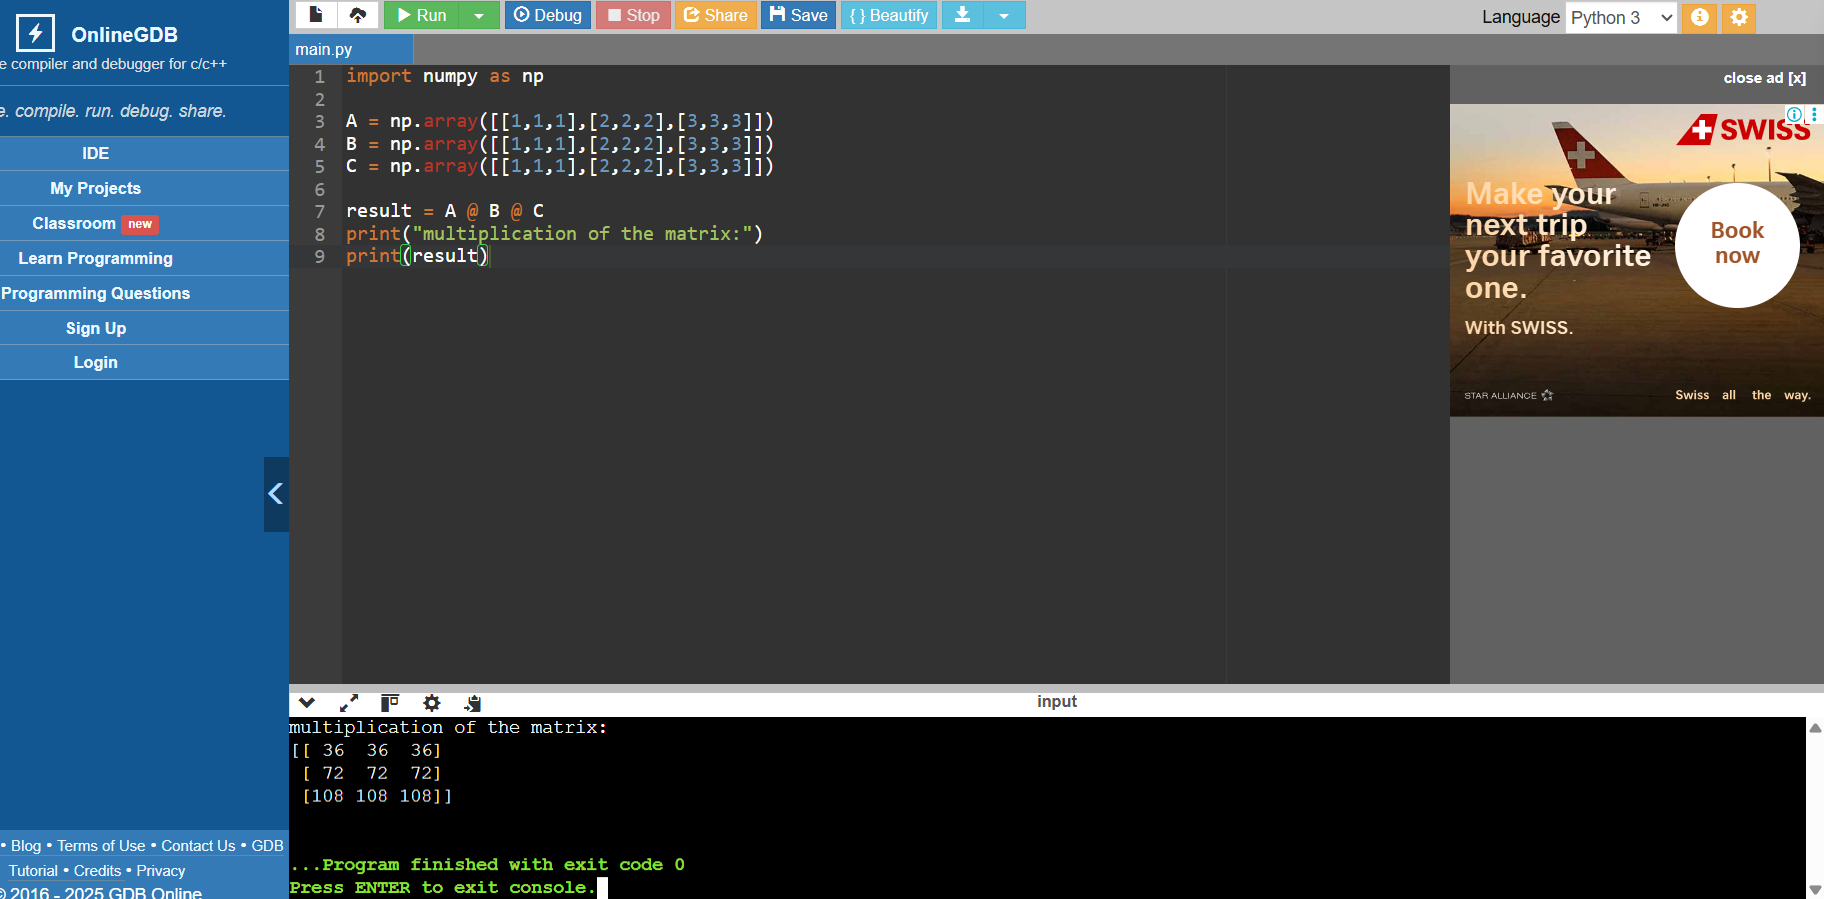 OnlineGDB
e compiler and debugger for c/c++
e. compile. run. debug. share.
IDE
My Projects
Classroom new
Learn Programming
Programming Questions
Sign Up
Login
• Blog • Terms of Use • Contact Us • GDB
Tutorial • Credits • Privacy
© 2016 - 2025 GDB Online
Run Debug Stop Share Save { } Beautify
Language Python 3
main.py
1 import numpy as np
2
3 A = np.array([[1,1,1],[2,2,2],[3,3,3]])
4 B = np.array([[1,1,1],[2,2,2],[3,3,3]])
5 C = np.array([[1,1,1],[2,2,2],[3,3,3]])
6
7 result = A @ B @ C
8 print("multiplication of the matrix:")
9 print(result)
close ad [x]
SWISS
Make your
next trip
your favorite
one.
With SWISS.
Book
now
STAR ALLIANCE
Swiss all the way.
input
multiplication of the matrix:
[[ 36  36  36]
 [ 72  72  72]
 [108 108 108]]
...Program finished with exit code 0
Press ENTER to exit console.